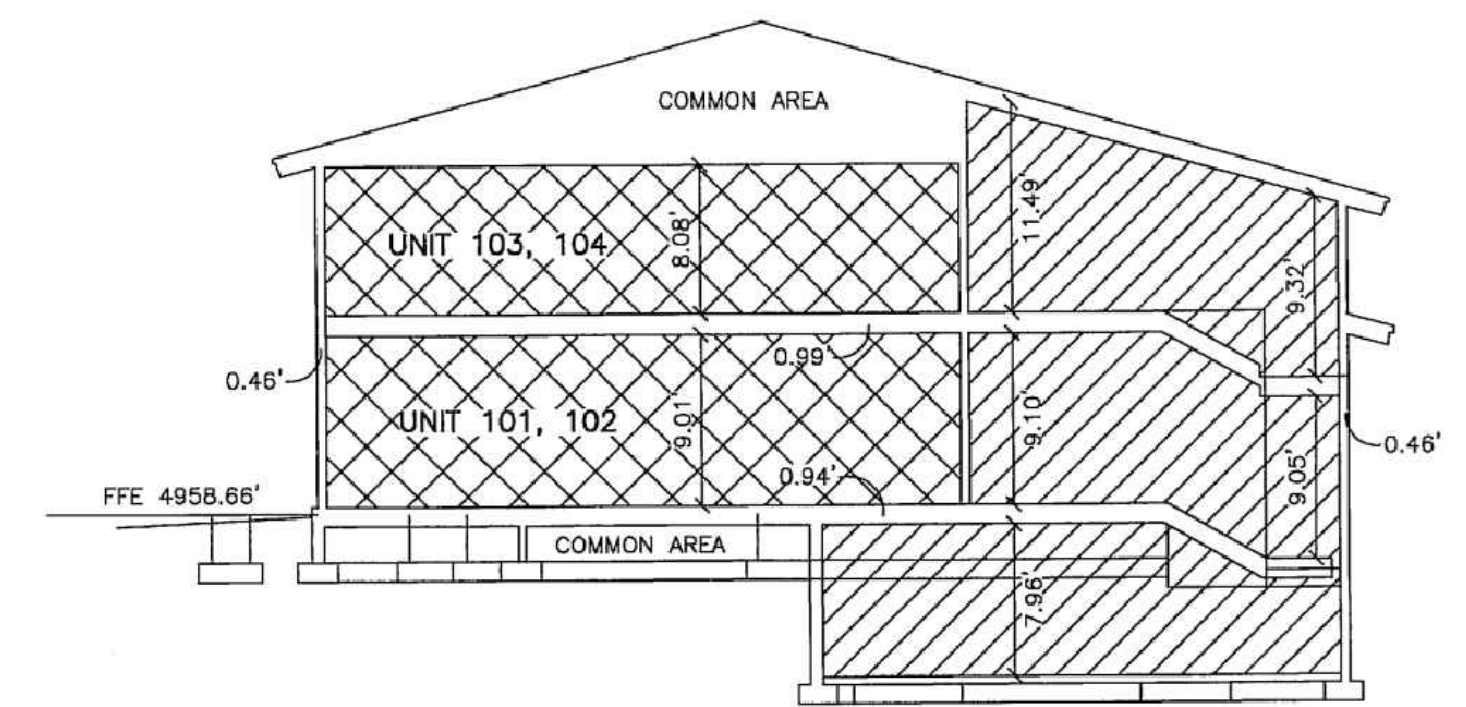 COMMON AREA
UNIT 103, 104
8.08'
11.49'
9.32'
0.99'
0.46'
UNIT 101, 102
9.01'
9.10'
0.46'
9.05'
0.94'
FFE 4958.66'
COMMON AREA
7.96'